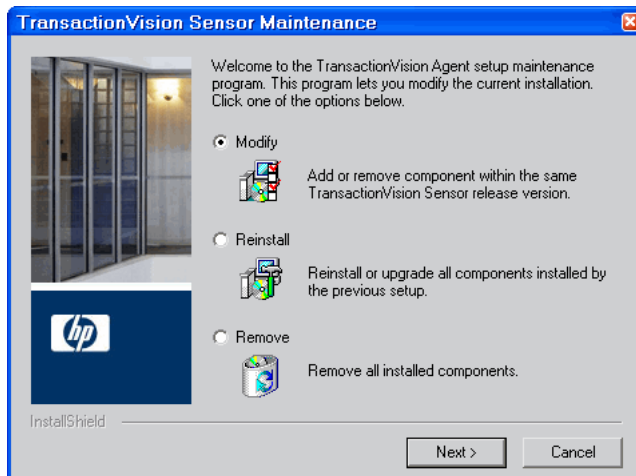 TransactionVision Sensor Maintenance
Welcome to the TransactionVision Agent setup maintenance
program. This program lets you modify the current installation.
Click one of the options below.
Modify
Add or remove component within the same
TransactionVision Sensor release version.
Reinstall
Reinstall or upgrade all components installed by
the previous setup.
hp
Remove
Remove all installed components.
InstallShield
Next >
Cancel